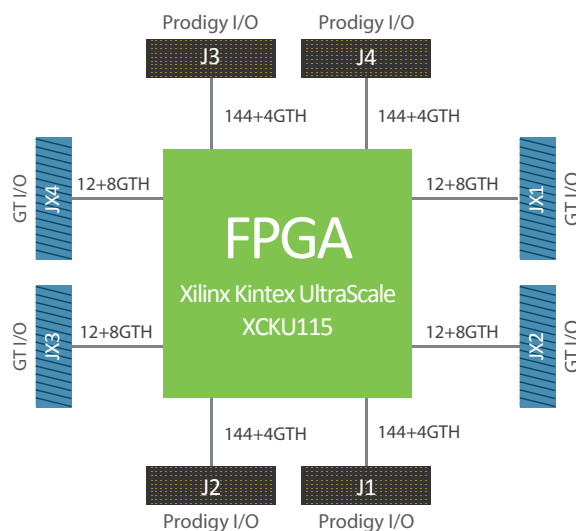 Prodigy I/O
Prodigy I/O
J3
J4
144+4GTH
144+4GTH
GT I/O
JX4
12+8GTH
12+8GTH
JX1
GT I/O
FPGA
Xilinx Kintex UltraScale
XCKU115
GT I/O
JX3
12+8GTH
12+8GTH
JX2
GT I/O
144+4GTH
144+4GTH
J2
J1
Prodigy I/O
Prodigy I/O